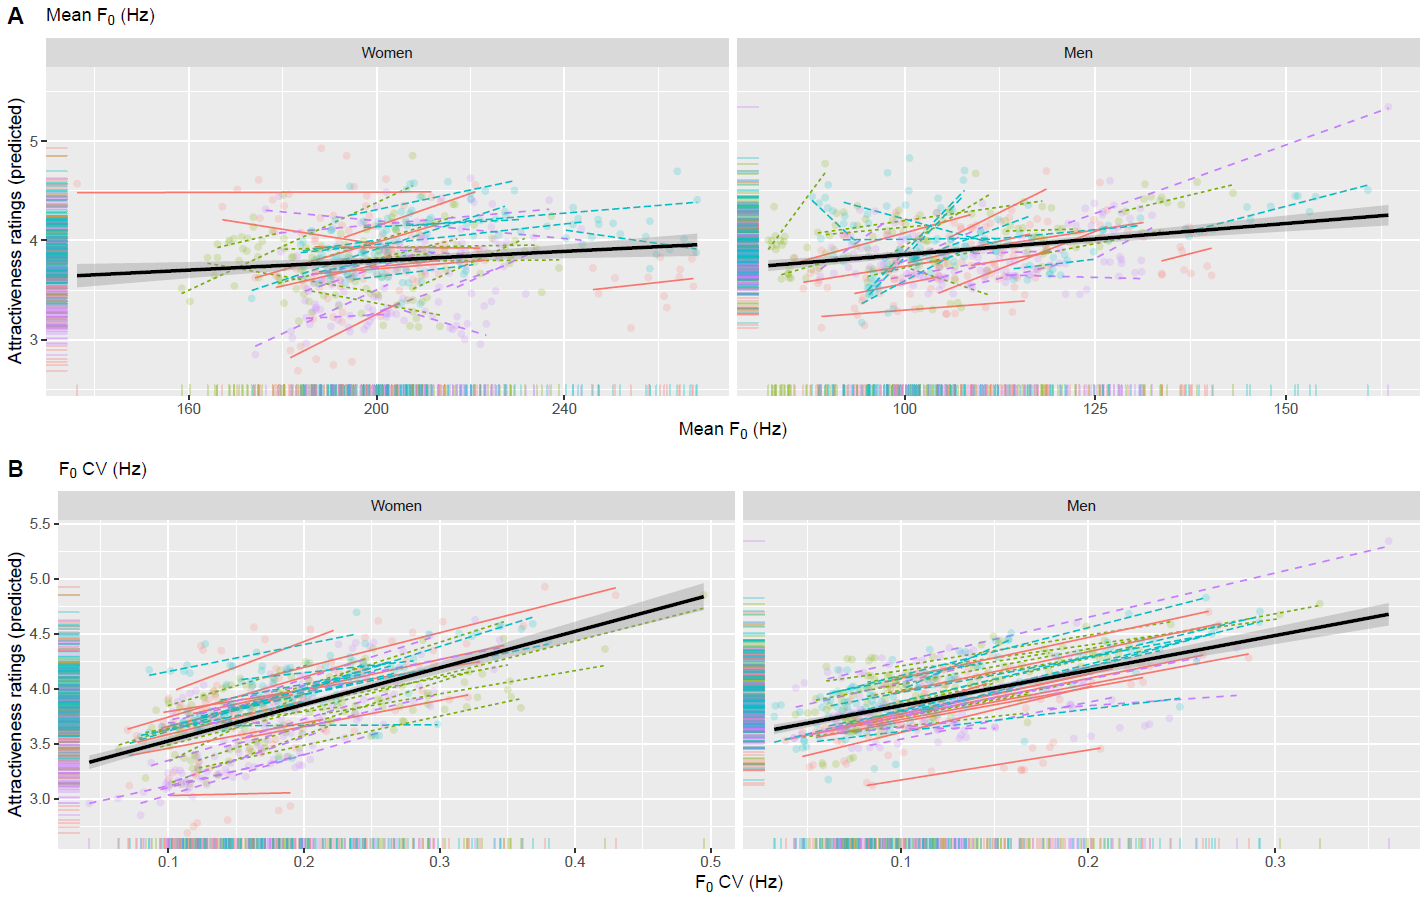 A Mean F0 (Hz)
Women Men
Attractiveness ratings (predicted)
5
4
3
160 200 240 100 125 150
Mean F0 (Hz)
B F0 CV (Hz)
Women Men
Attractiveness ratings (predicted)
5.5
5.0
4.5
4.0
3.5
3.0
0.1 0.2 0.3 0.4 0.5 0.1 0.2 0.3
F0 CV (Hz)